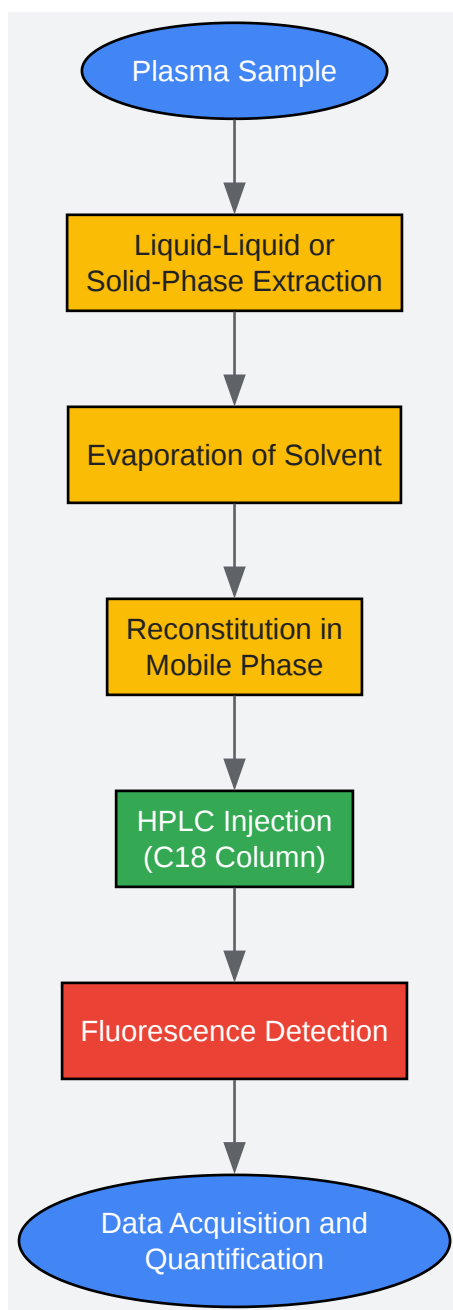 Plasma Sample
Liquid-Liquid or
Solid-Phase Extraction
Evaporation of Solvent
Reconstitution in
Mobile Phase
HPLC Injection
(C18 Column)
Fluorescence Detection
Data Acquisition and
Quantification